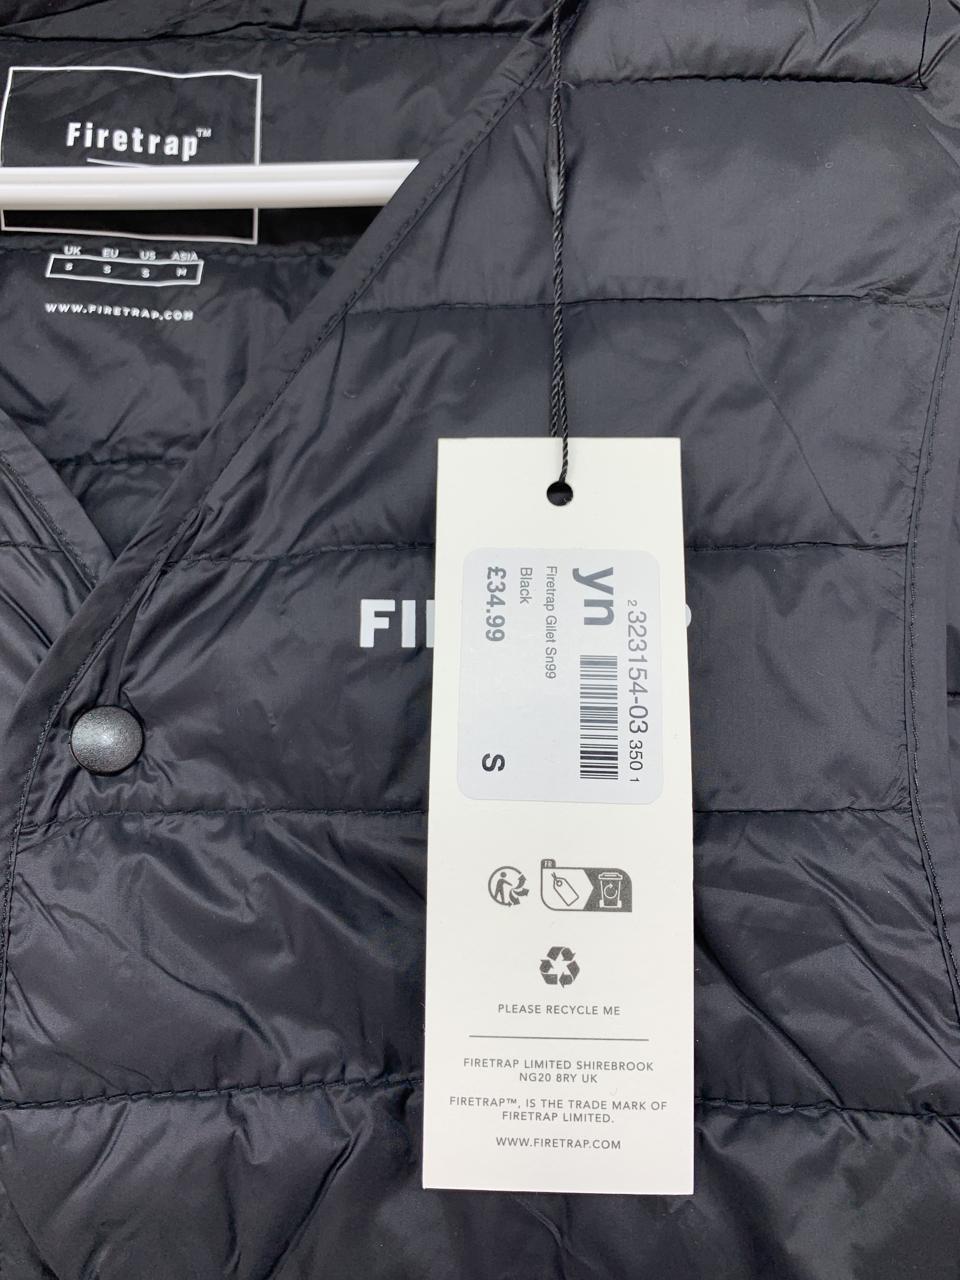 Firetrap™
UK EU US ASIA
S S S M
WWW.FIRETRAP.COM
FI P
2 323154-03 350 1
yn
Firetrap Gilet Sn99
Black
£34.99 S
FR
PLEASE RECYCLE ME
FIRETRAP LIMITED SHIREBROOK
NG20 8RY UK
FIRETRAP™, IS THE TRADE MARK OF
FIRETRAP LIMITED.
WWW.FIRETRAP.COM